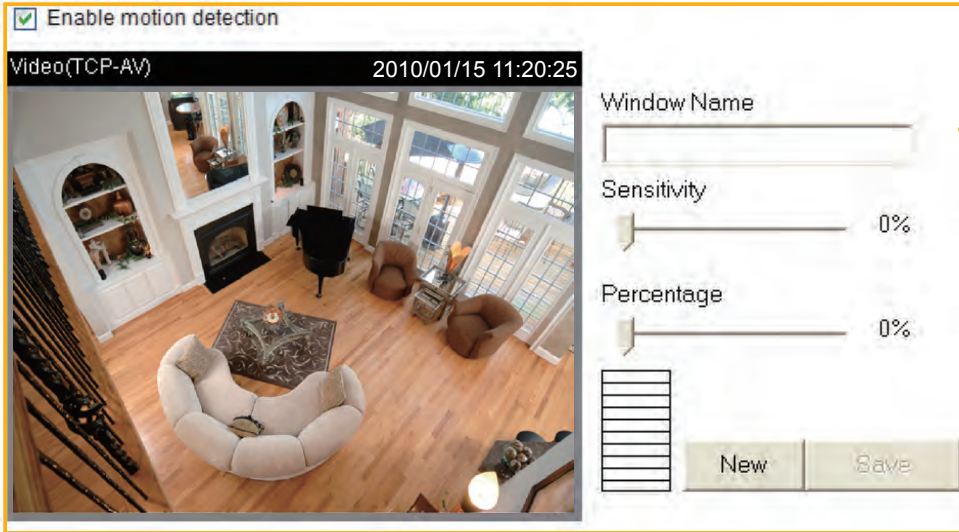 Enable motion detection
Video(TCP-AV) 2010/01/15 11:20:25
Window Name
Sensitivity
0%
Percentage
0%
New Save